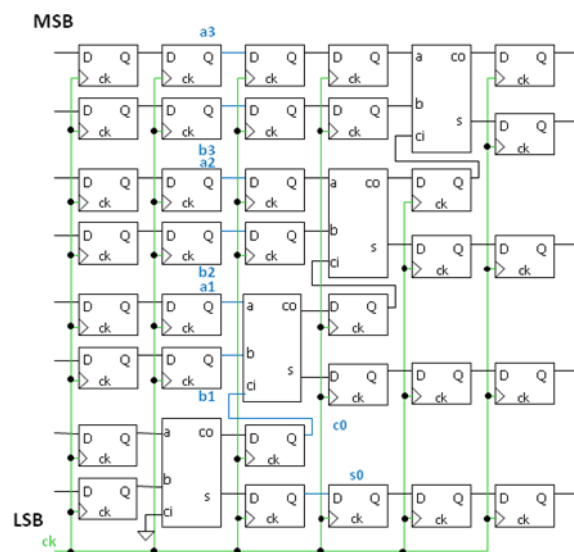 MSB
a3
D Q D Q D Q D Q a co D Q
ck ck ck ck ck
D Q D Q D Q D Q b s D Q
ck ck ck ck ci ck
b3
a2
D Q D Q D Q a co D Q
ck ck ck ck
D Q D Q D Q b s D Q D Q
ck ck ck ci ck ck
b2
a1
D Q D Q a co D Q
ck ck ck
D Q D Q b s D Q D Q D Q
ck ck ci ck ck ck
b1
c0
D Q a co D Q
ck ck
s0
D Q b s D Q D Q D Q D Q
ck ci ck ck ck ck
LSB
ck